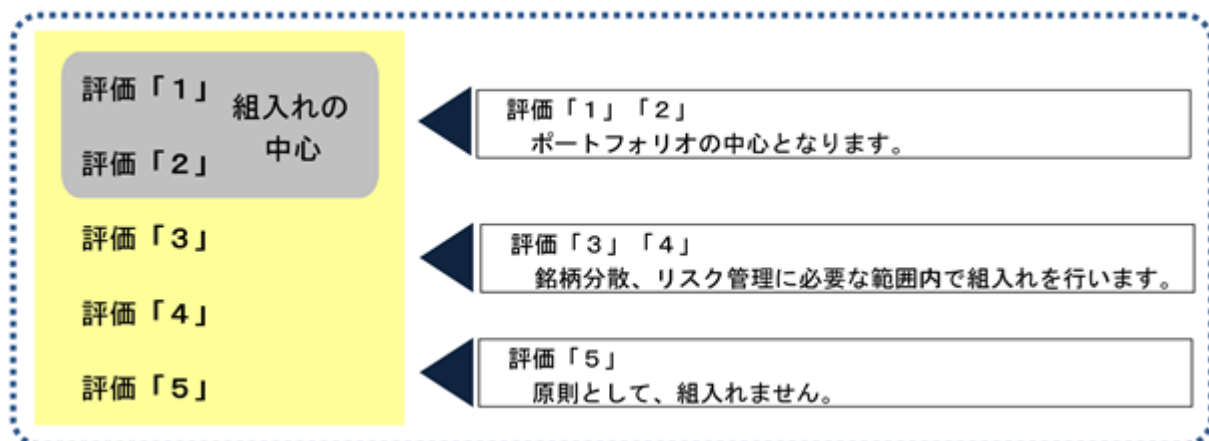 評価「１」
組入れの
中心
評価「２」
評価「３」
評価「４」
評価「５」
評価「１」「２」
ポートフォリオの中心となります。
評価「３」「４」
銘柄分散、リスク管理に必要な範囲内で組入れを行います。
評価「５」
原則として、組入れません。